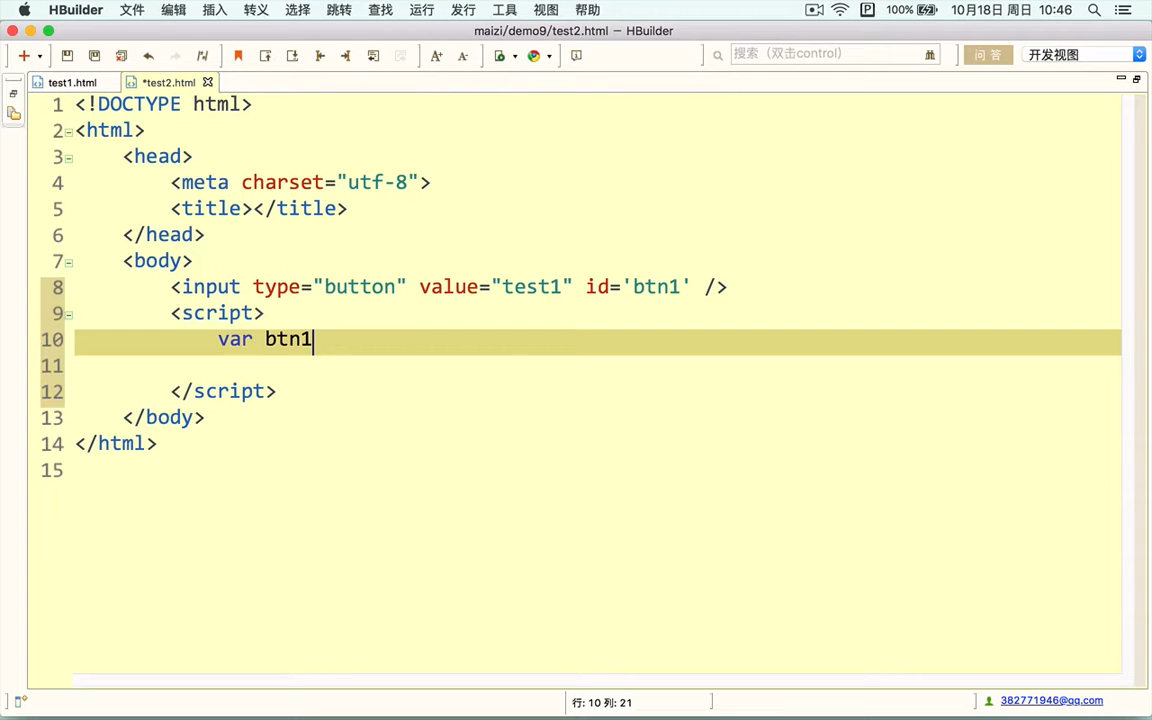 HBuilder 文件 编辑 插入 转义 选择 跳转 查找 运行 发行 工具 视图 帮助 P 100% 10月18日 周日 10:46
maizi/demo9/test2.html — HBuilder
搜索（双击control） 问 答 开发视图
test1.html *test2.html
1 <!DOCTYPE html>
2 <html>
3 <head>
4 <meta charset="utf-8">
5 <title></title>
6 </head>
7 <body>
8 <input type="button" value="test1" id='btn1' />
9 <script>
10 var btn1
11
12 </script>
13 </body>
14 </html>
15
行: 10 列: 21 382771946@qq.com